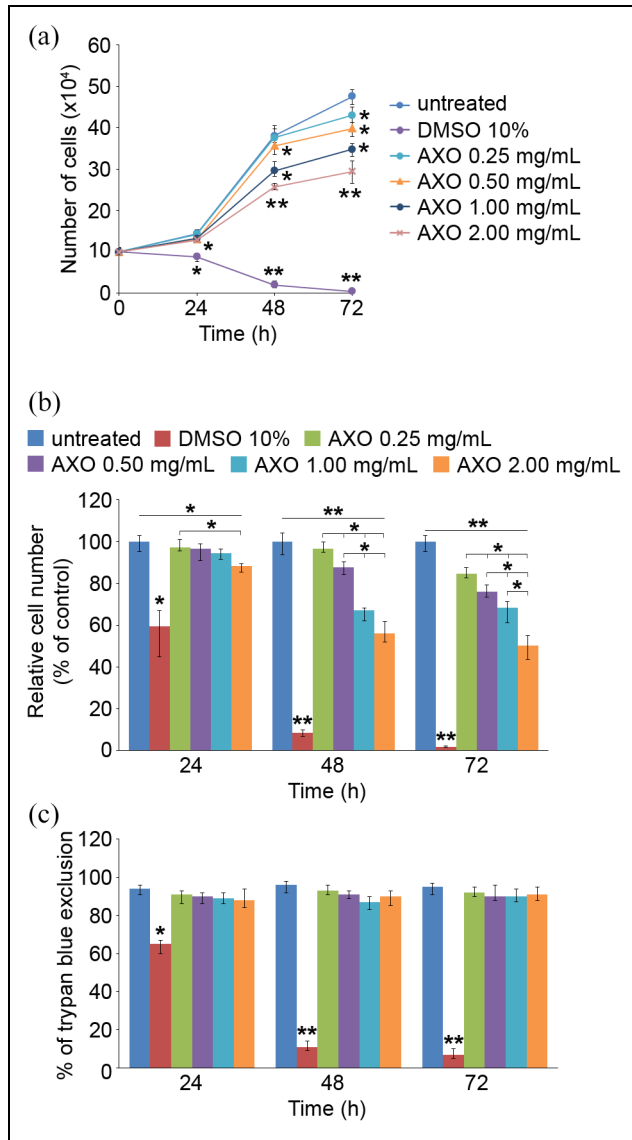 (a)
60
50
40
30
20
10
0
Number of cells (x10⁴)
* * * * * * ** ** * ** **
0 24 48 72
Time (h)
untreated
DMSO 10%
AXO 0.25 mg/mL
AXO 0.50 mg/mL
AXO 1.00 mg/mL
AXO 2.00 mg/mL
(b)
untreated DMSO 10% AXO 0.25 mg/mL
AXO 0.50 mg/mL AXO 1.00 mg/mL AXO 2.00 mg/mL
120
100
80
60
40
20
0
Relative cell number
(% of control)
* ** **
* * *
* *
*
* ** **
24 48 72
Time (h)
(c)
120
100
80
60
40
20
0
% of trypan blue exclusion
* ** **
24 48 72
Time (h)